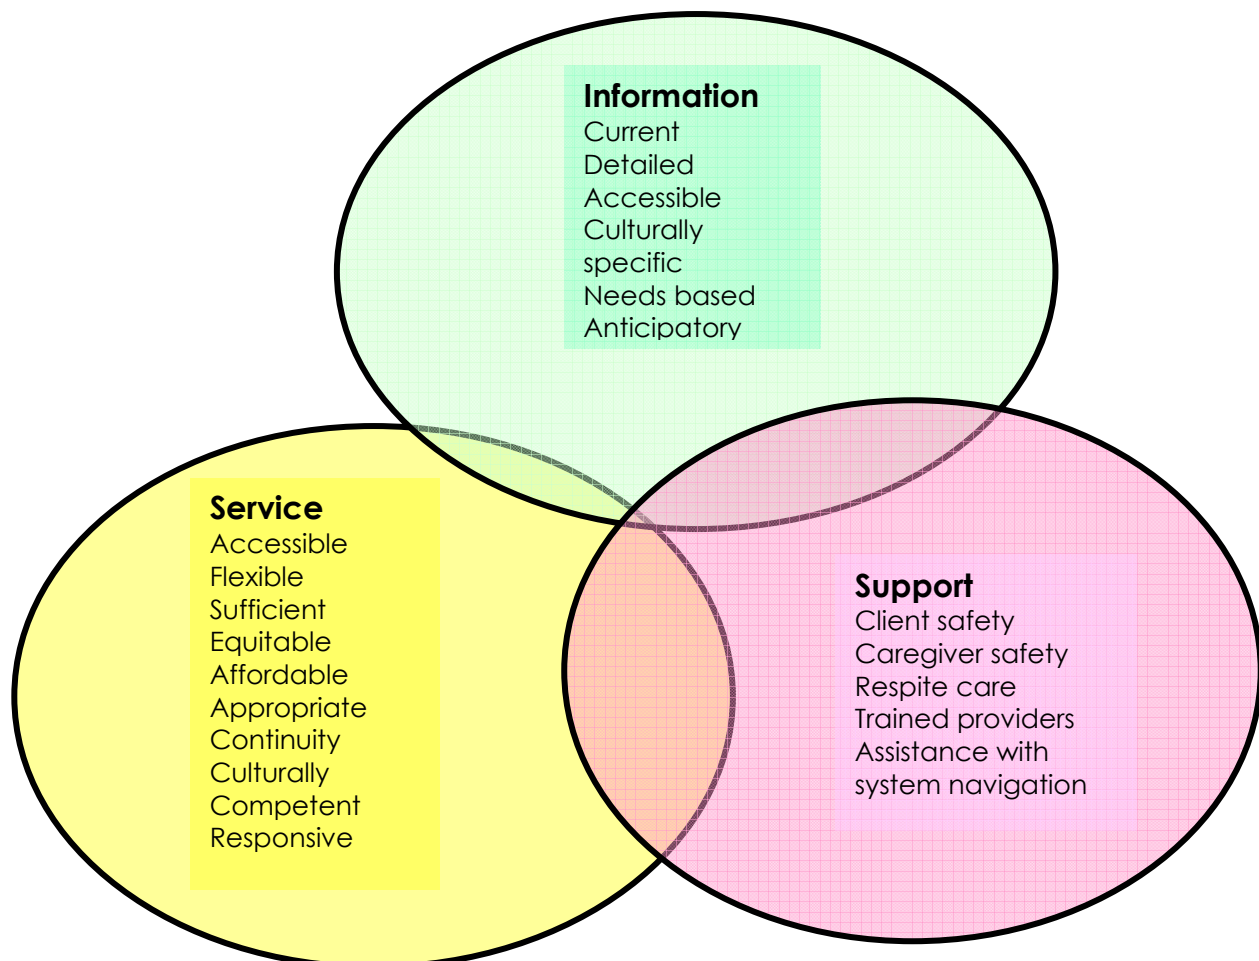 Information
Current
Detailed
Accessible
Culturally
specific
Needs based
Anticipatory
Service
Accessible
Flexible
Sufficient
Equitable
Affordable
Appropriate
Continuity
Culturally
Competent
Responsive
Support
Client safety
Caregiver safety
Respite care
Trained providers
Assistance with
system navigation